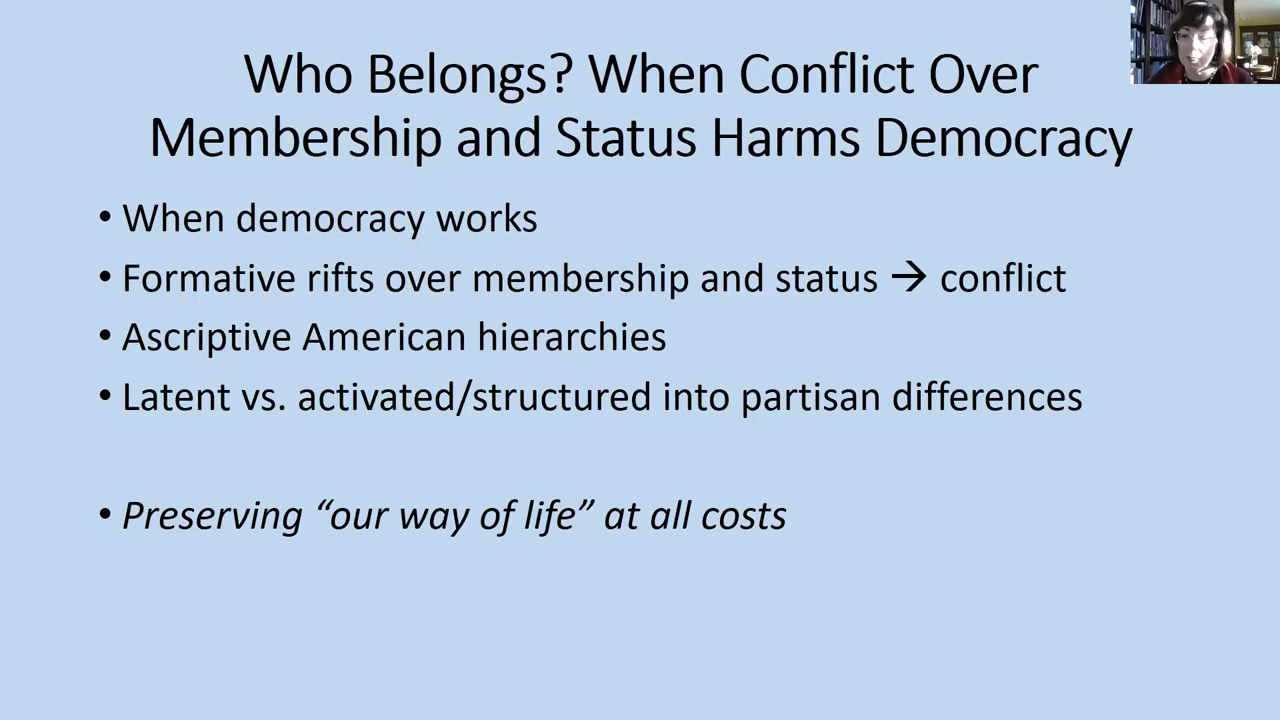 Who Belongs? When Conflict Over
Membership and Status Harms Democracy
• When democracy works
• Formative rifts over membership and status → conflict
• Ascriptive American hierarchies
• Latent vs. activated/structured into partisan differences
• Preserving “our way of life” at all costs